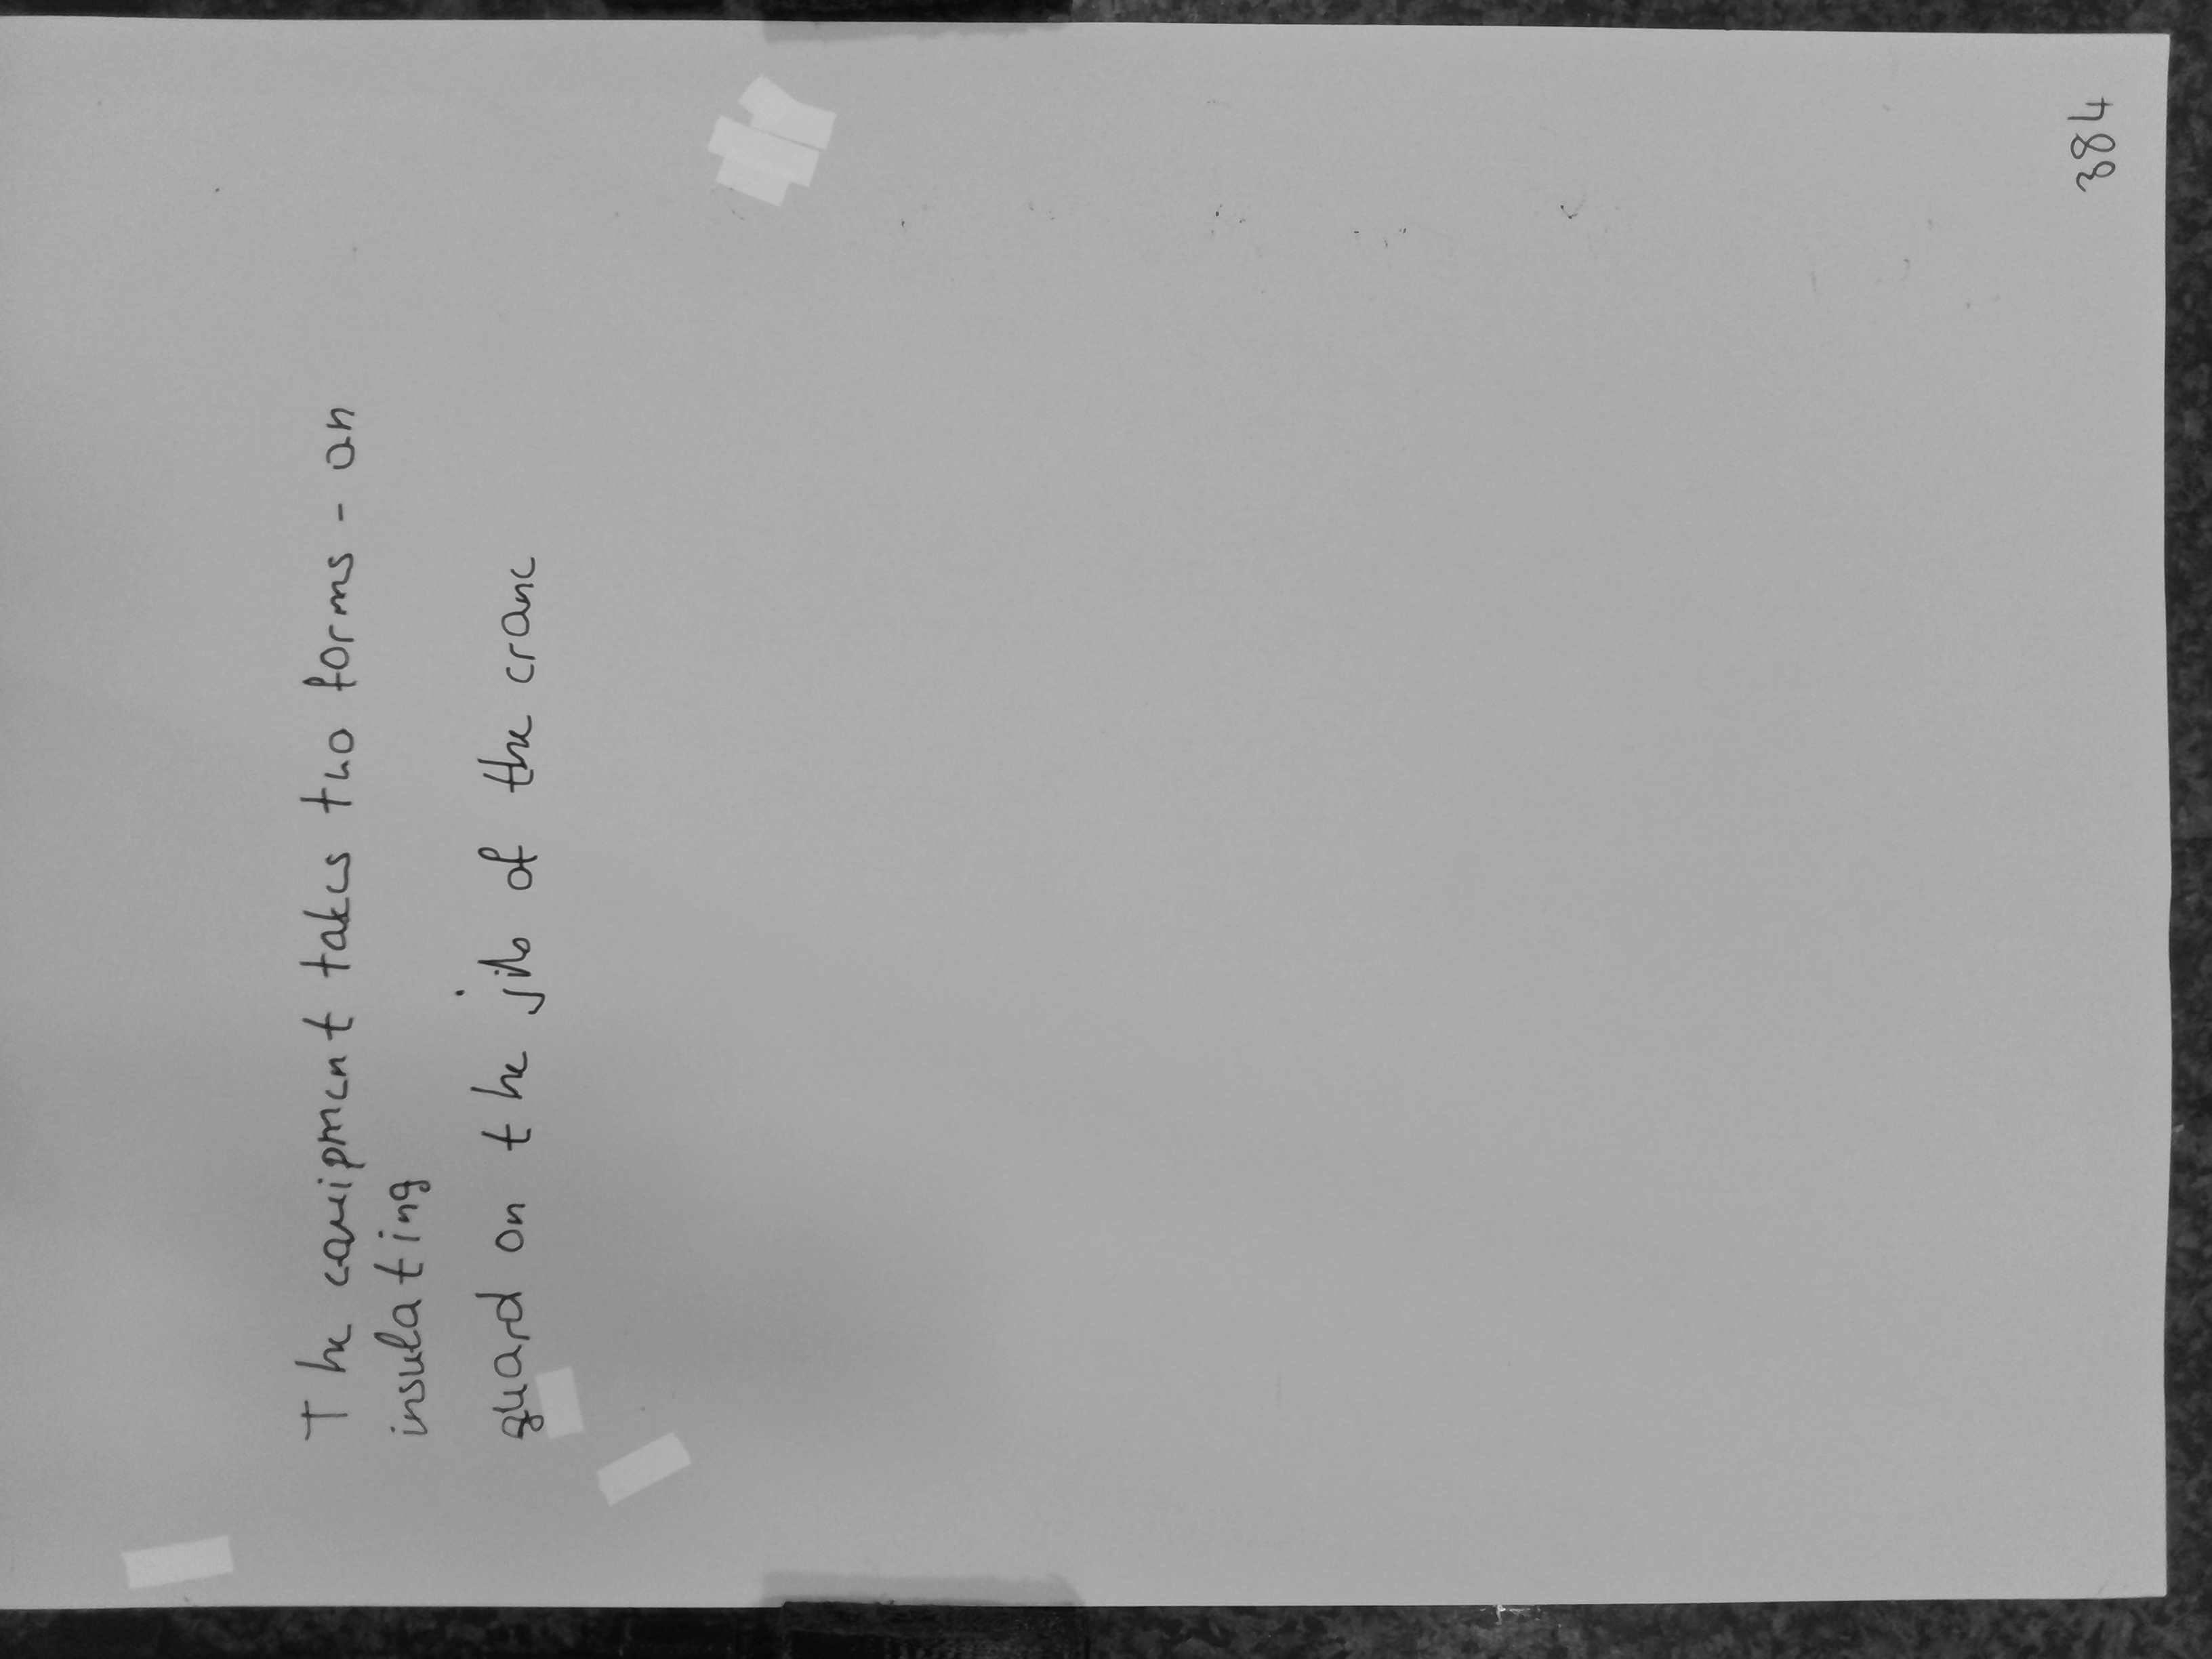 The equipment takes two forms - an
insulating
guard on the jib of the crane
384